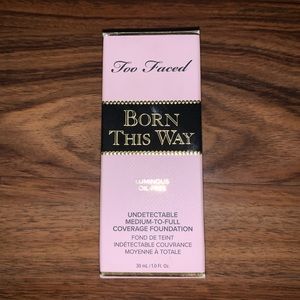 Too Faced
BORN
THIS WAY
LUMINOUS
OIL-FREE
UNDETECTABLE
MEDIUM-TO-FULL
COVERAGE FOUNDATION
FOND DE TEINT
INDÉTECTABLE COUVRANCE
MOYENNE À TOTALE
30 mL / 1.0 Fl. Oz.